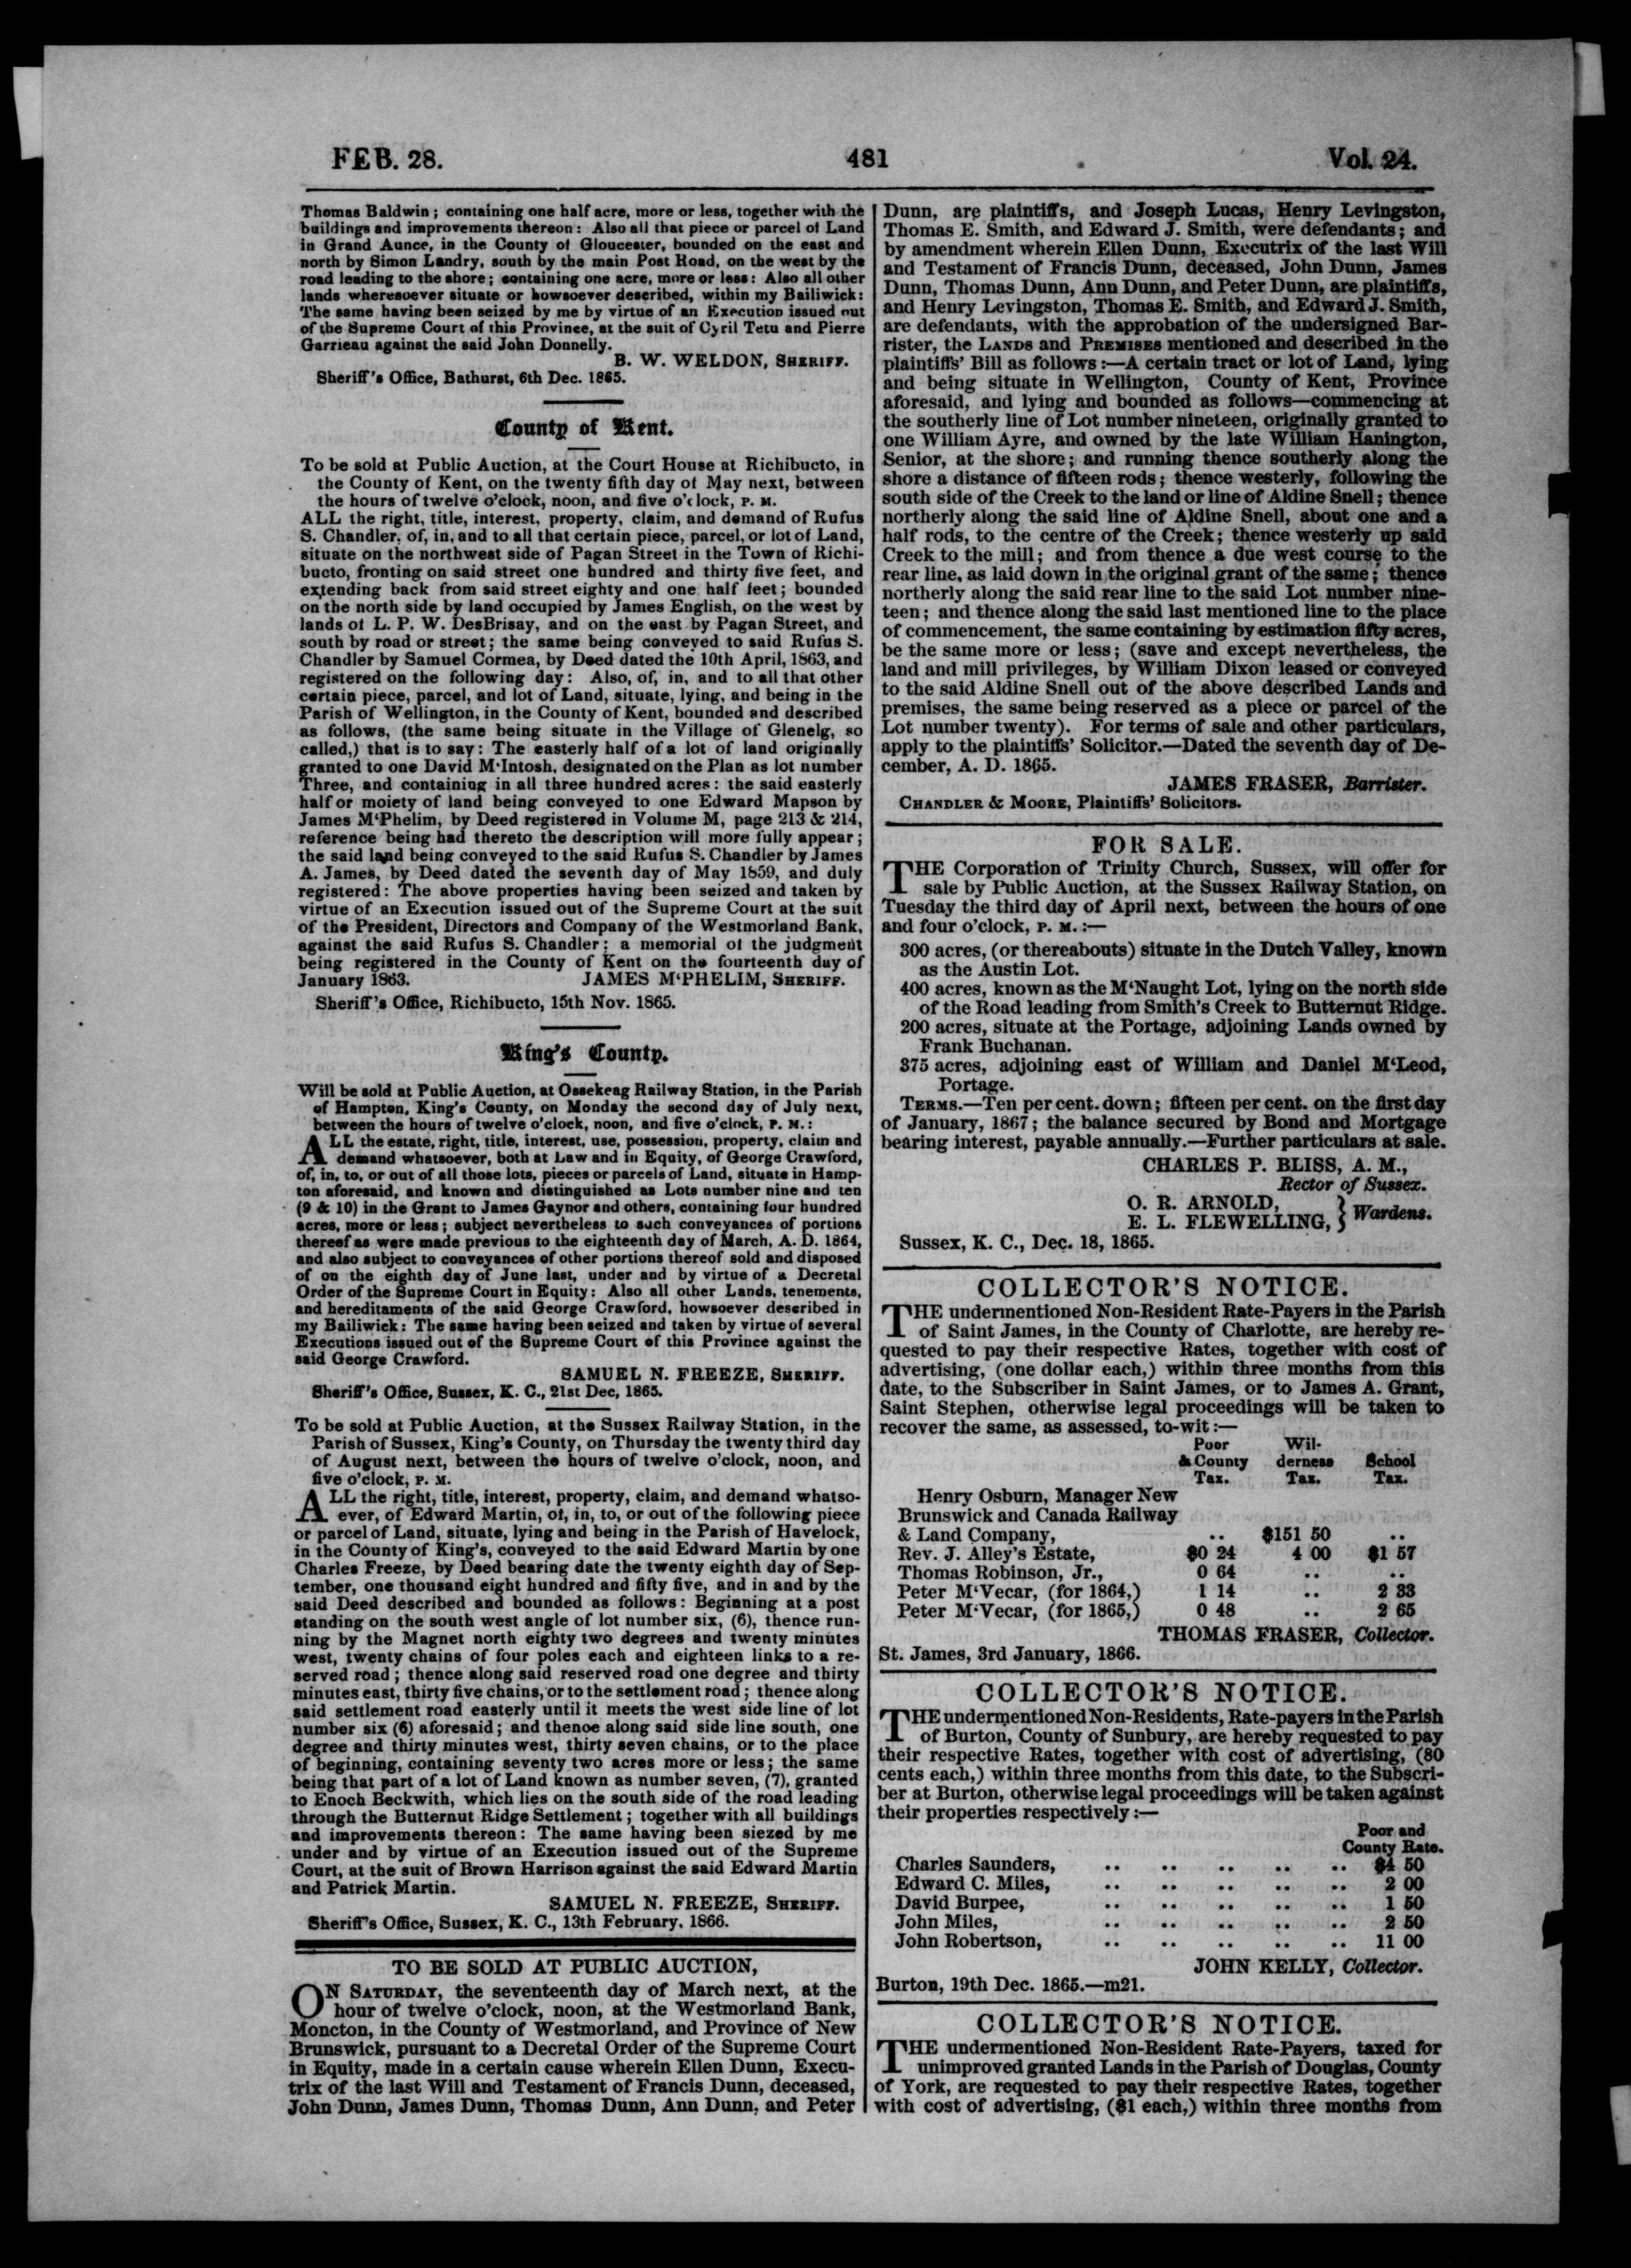 FEB. 28. 481 Vol. 24.
Thomas Baldwin; containing one half acre, more or less, together with the
buildings and improvements thereon: Also all that piece or parcel of Land
in Grand Aunce, in the County of Gloucester, bounded on the east and
north by Simon Landry, south by the main Post Road, on the west by the
road leading to the shore; containing one acre, more or less: Also all other
lands wheresoever situate or howsoever described, within my Bailiwick:
The same having been seized by me by virtue of an Execution issued out
of the Supreme Court of this Province, at the suit of Cyril Tetu and Pierre
Garrieau against the said John Donnelly.
B. W. WELDON, SHERIFF.
Sheriff's Office, Bathurst, 6th Dec. 1865.
County of Kent.
To be sold at Public Auction, at the Court House at Richibucto, in
the County of Kent, on the twenty fifth day of May next, between
the hours of twelve o'clock, noon, and five o'clock, P. M.
ALL the right, title, interest, property, claim, and demand of Rufus
S. Chandler, of, in, and to all that certain piece, parcel, or lot of Land,
situate on the northwest side of Pagan Street in the Town of Richi-
bucto, fronting on said street one hundred and thirty five feet, and
extending back from said street eighty and one half feet; bounded
on the north side by land occupied by James English, on the west by
lands of L. P. W. DesBrisay, and on the east by Pagan Street, and
south by road or street; the same being conveyed to said Rufus S.
Chandler by Samuel Cormea, by Deed dated the 10th April, 1863, and
registered on the following day: Also, of, in, and to all that other
certain piece, parcel, and lot of Land, situate, lying, and being in the
Parish of Wellington, in the County of Kent, bounded and described
as follows, (the same being situate in the Village of Glenelg, so
called,) that is to say: The easterly half of a lot of land originally
granted to one David M'Intosh, designated on the Plan as lot number
Three, and containing in all three hundred acres: the said easterly
half or moiety of land being conveyed to one Edward Mapson by
James M'Phelim, by Deed registered in Volume M, page 213 & 214,
reference being had thereto the description will more fully appear;
the said land being conveyed to the said Rufus S. Chandler by James
A. James, by Deed dated the seventh day of May 1859, and duly
registered: The above properties having been seized and taken by
virtue of an Execution issued out of the Supreme Court at the suit
of the President, Directors and Company of the Westmorland Bank,
against the said Rufus S. Chandler; a memorial of the judgment
being registered in the County of Kent on the fourteenth day of
January 1863. JAMES M'PHELIM, SHERIFF.
Sheriff's Office, Richibucto, 15th Nov. 1865.
King's County.
Will be sold at Public Auction, at Ossekeag Railway Station, in the Parish
of Hampton, King's County, on Monday the second day of July next,
between the hours of twelve o'clock, noon, and five o'clock, P. M.:
ALL the estate, right, title, interest, use, possession, property, claim and
demand whatsoever, both at Law and in Equity, of George Crawford,
of, in, to, or out of all those lots, pieces or parcels of Land, situate in Hamp-
ton aforesaid, and known and distinguished as Lots number nine and ten
(9 & 10) in the Grant to James Gaynor and others, containing four hundred
acres, more or less; subject nevertheless to such conveyances of portions
thereof as were made previous to the eighteenth day of March, A. D. 1864,
and also subject to conveyances of other portions thereof sold and disposed
of on the eighth day of June last, under and by virtue of a Decretal
Order of the Supreme Court in Equity: Also all other Lands, tenements,
and hereditaments of the said George Crawford, howsoever described in
my Bailiwick: The same having been seized and taken by virtue of several
Executions issued out of the Supreme Court of this Province against the
said George Crawford.
SAMUEL N. FREEZE, SHERIFF.
Sheriff's Office, Sussex, K. C., 21st Dec, 1865.
To be sold at Public Auction, at the Sussex Railway Station, in the
Parish of Sussex, King's County, on Thursday the twenty third day
of August next, between the hours of twelve o'clock, noon, and
five o'clock, P. M.
ALL the right, title, interest, property, claim, and demand whatso-
ever, of Edward Martin, of, in, to, or out of the following piece
or parcel of Land, situate, lying and being in the Parish of Havelock,
in the County of King's, conveyed to the said Edward Martin by one
Charles Freeze, by Deed bearing date the twenty eighth day of Sep-
tember, one thousand eight hundred and fifty five, and in and by the
said Deed described and bounded as follows: Beginning at a post
standing on the south west angle of lot number six, (6), thence run-
ning by the Magnet north eighty two degrees and twenty minutes
west, twenty chains of four poles each and eighteen links to a re-
served road; thence along said reserved road one degree and thirty
minutes east, thirty five chains, or to the settlement road; thence along
said settlement road easterly until it meets the west side line of lot
number six (6) aforesaid; and thence along said side line south, one
degree and thirty minutes west, thirty seven chains, or to the place
of beginning, containing seventy two acres more or less; the same
being that part of a lot of Land known as number seven, (7), granted
to Enoch Beckwith, which lies on the south side of the road leading
through the Butternut Ridge Settlement; together with all buildings
and improvements thereon: The same having been siezed by me
under and by virtue of an Execution issued out of the Supreme
Court, at the suit of Brown Harrison against the said Edward Martin
and Patrick Martin.
SAMUEL N. FREEZE, SHERIFF.
Sheriff's Office, Sussex, K. C., 13th February, 1866.
TO BE SOLD AT PUBLIC AUCTION,
ON SATURDAY, the seventeenth day of March next, at the
hour of twelve o'clock, noon, at the Westmorland Bank,
Moncton, in the County of Westmorland, and Province of New
Brunswick, pursuant to a Decretal Order of the Supreme Court
in Equity, made in a certain cause wherein Ellen Dunn, Execu-
trix of the last Will and Testament of Francis Dunn, deceased,
John Dunn, James Dunn, Thomas Dunn, Ann Dunn, and Peter
Dunn, are plaintiffs, and Joseph Lucas, Henry Levingston,
Thomas E. Smith, and Edward J. Smith, were defendants; and
by amendment wherein Ellen Dunn, Executrix of the last Will
and Testament of Francis Dunn, deceased, John Dunn, James
Dunn, Thomas Dunn, Ann Dunn, and Peter Dunn, are plaintiffs,
and Henry Levingston, Thomas E. Smith, and Edward J. Smith,
are defendants, with the approbation of the undersigned Bar-
rister, the LANDS and PREMISES mentioned and described in the
plaintiffs' Bill as follows:—A certain tract or lot of Land, lying
and being situate in Wellington, County of Kent, Province
aforesaid, and lying and bounded as follows—commencing at
the southerly line of Lot number nineteen, originally granted to
one William Ayre, and owned by the late William Hanington,
Senior, at the shore; and running thence southerly along the
shore a distance of fifteen rods; thence westerly, following the
south side of the Creek to the land or line of Aldine Snell; thence
northerly along the said line of Aldine Snell, about one and a
half rods, to the centre of the Creek; thence westerly up said
Creek to the mill; and from thence a due west course to the
rear line, as laid down in the original grant of the same; thence
northerly along the said rear line to the said Lot number nine-
teen; and thence along the said last mentioned line to the place
of commencement, the same containing by estimation fifty acres,
be the same more or less; (save and except nevertheless, the
land and mill privileges, by William Dixon leased or conveyed
to the said Aldine Snell out of the above described Lands and
premises, the same being reserved as a piece or parcel of the
Lot number twenty). For terms of sale and other particulars,
apply to the plaintiffs' Solicitor.—Dated the seventh day of De-
cember, A. D. 1865.
JAMES FRASER, Barrister.
CHANDLER & MOORE, Plaintiffs' Solicitors.
FOR SALE.
THE Corporation of Trinity Church, Sussex, will offer for
sale by Public Auction, at the Sussex Railway Station, on
Tuesday the third day of April next, between the hours of one
and four o'clock, P. M.:—
300 acres, (or thereabouts) situate in the Dutch Valley, known
as the Austin Lot.
400 acres, known as the M'Naught Lot, lying on the north side
of the Road leading from Smith's Creek to Butternut Ridge.
200 acres, situate at the Portage, adjoining Lands owned by
Frank Buchanan.
375 acres, adjoining east of William and Daniel M'Leod,
Portage.
TERMS.—Ten per cent. down; fifteen per cent. on the first day
of January, 1867; the balance secured by Bond and Mortgage
bearing interest, payable annually.—Further particulars at sale.
CHARLES P. BLISS, A. M.,
Rector of Sussex.
O. R. ARNOLD,
E. L. FLEWELLING, } Wardens.
Sussex, K. C., Dec. 18, 1865.
COLLECTOR'S NOTICE.
THE undermentioned Non-Resident Rate-Payers in the Parish
of Saint James, in the County of Charlotte, are hereby re-
quested to pay their respective Rates, together with cost of
advertising, (one dollar each,) within three months from this
date, to the Subscriber in Saint James, or to James A. Grant,
Saint Stephen, otherwise legal proceedings will be taken to
recover the same, as assessed, to-wit:—
Poor Wil-
& County derness School
Tax. Tax. Tax.
Henry Osburn, Manager New
Brunswick and Canada Railway
& Land Company, .. $151 50 ..
Rev. J. Alley's Estate, $0 24 4 00 $1 57
Thomas Robinson, Jr., 0 64 .. ..
Peter M'Vecar, (for 1864,) 1 14 .. 2 33
Peter M'Vecar, (for 1865,) 0 48 .. 2 65
THOMAS FRASER, Collector.
St. James, 3rd January, 1866.
COLLECTOR'S NOTICE.
THE undermentioned Non-Residents, Rate-payers in the Parish
of Burton, County of Sunbury, are hereby requested to pay
their respective Rates, together with cost of advertising, (80
cents each,) within three months from this date, to the Subscri-
ber at Burton, otherwise legal proceedings will be taken against
their properties respectively:—
Poor and
County Rate.
Charles Saunders, .. .. .. .. .. $4 50
Edward C. Miles, .. .. .. .. .. 2 00
David Burpee, .. .. .. .. .. 1 50
John Miles, .. .. .. .. .. 2 50
John Robertson, .. .. .. .. .. 11 00
JOHN KELLY, Collector.
Burton, 19th Dec. 1865.—m21.
COLLECTOR'S NOTICE.
THE undermentioned Non-Resident Rate-Payers, taxed for
unimproved granted Lands in the Parish of Douglas, County
of York, are requested to pay their respective Rates, together
with cost of advertising, ($1 each,) within three months from